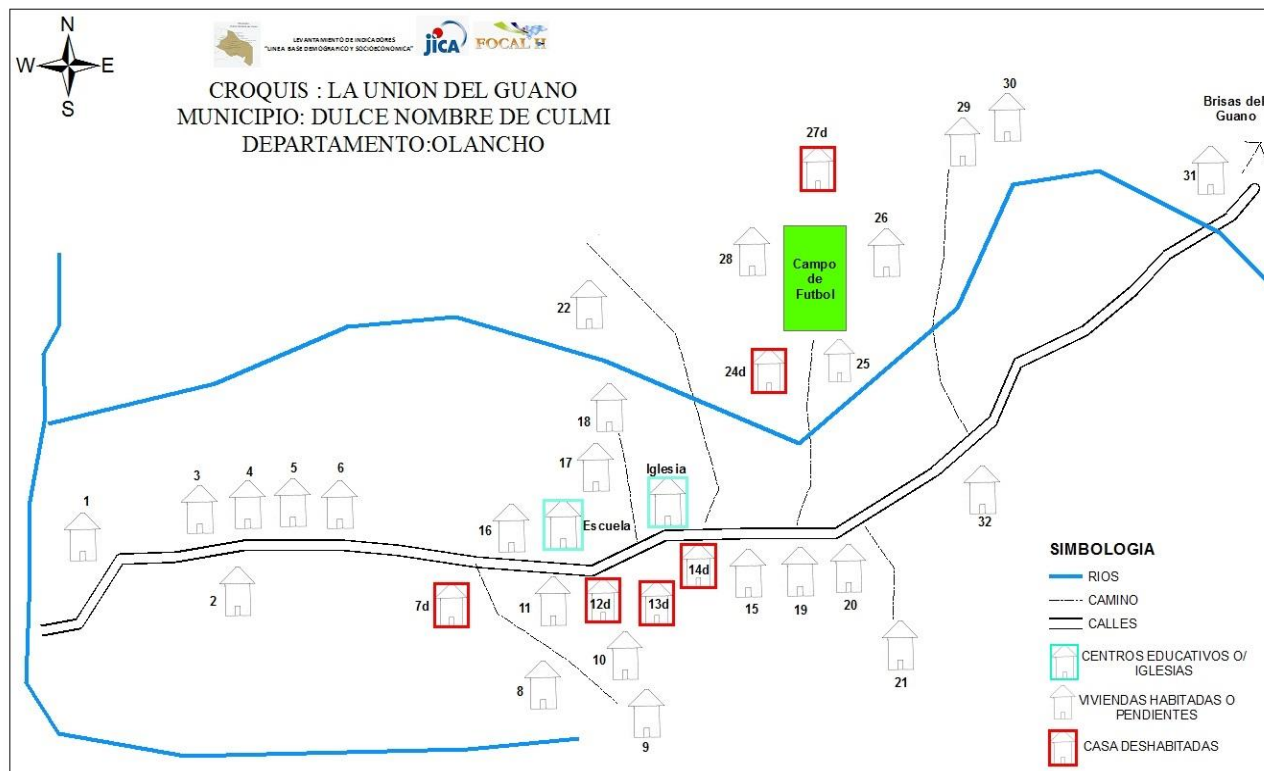 N
W E
S
LEVANTAMIENTO DE INDICADORES
"LINEA BASE DEMOGRAFICO Y SOCIOECONOMICA"
jICA
FOCAL H
CROQUIS : LA UNION DEL GUANO
MUNICIPIO: DULCE NOMBRE DE CULMI
DEPARTAMENTO:OLANCHO
30
29
Brisas del
Guano
27d
31
26
28
Campo
de
Futbol
22
24d
25
18
17
Iglesia
6
5
4
3
1
16
Escuela
32
2
7d
11
12d
13d
14d
15
19
20
10
8
9
21
SIMBOLOGIA
RIOS
CAMINO
CALLES
CENTROS EDUCATIVOS O/
IGLESIAS
VIVIENDAS HABITADAS O
PENDIENTES
CASA DESHABITADAS